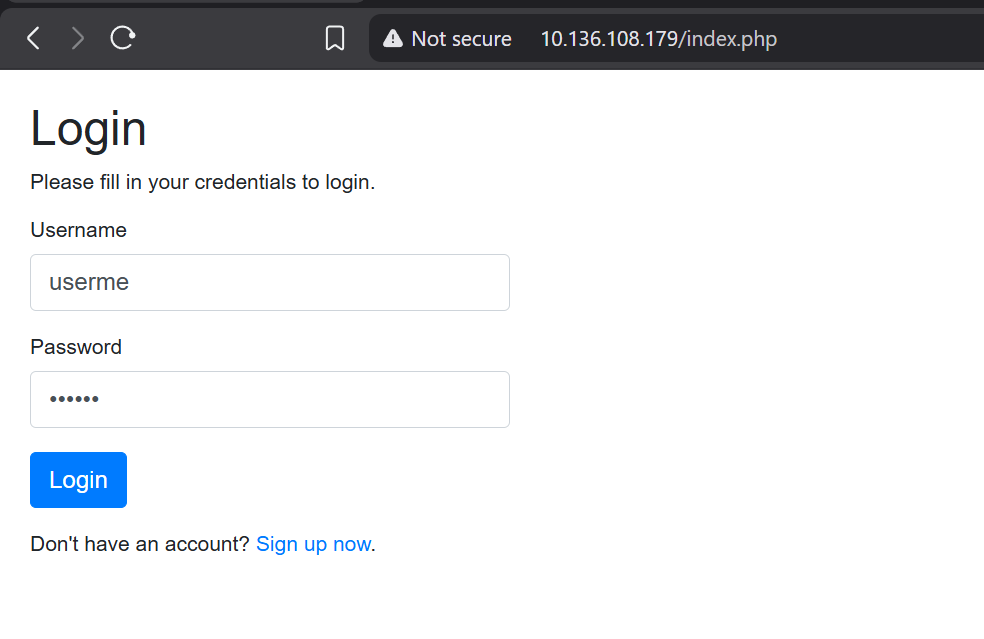 Not secure 10.136.108.179/index.php
Login
Please fill in your credentials to login.
Username
userme
Password
••••••
Login
Don't have an account? Sign up now.